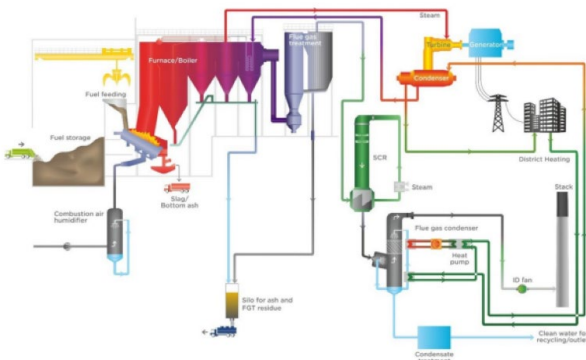 Steam
Flue gas
treatment
Turbine
Generator
Furnace/Boiler
Condenser
Fuel feeding
Fuel storage
SCR
District Heating
Steam
Stack
Slag/
Bottom ash
Combustion air
humidifier
Flue gas condenser
Heat
pump
ID fan
Silo for ash and
FGT residue
Clean water for
Condensate